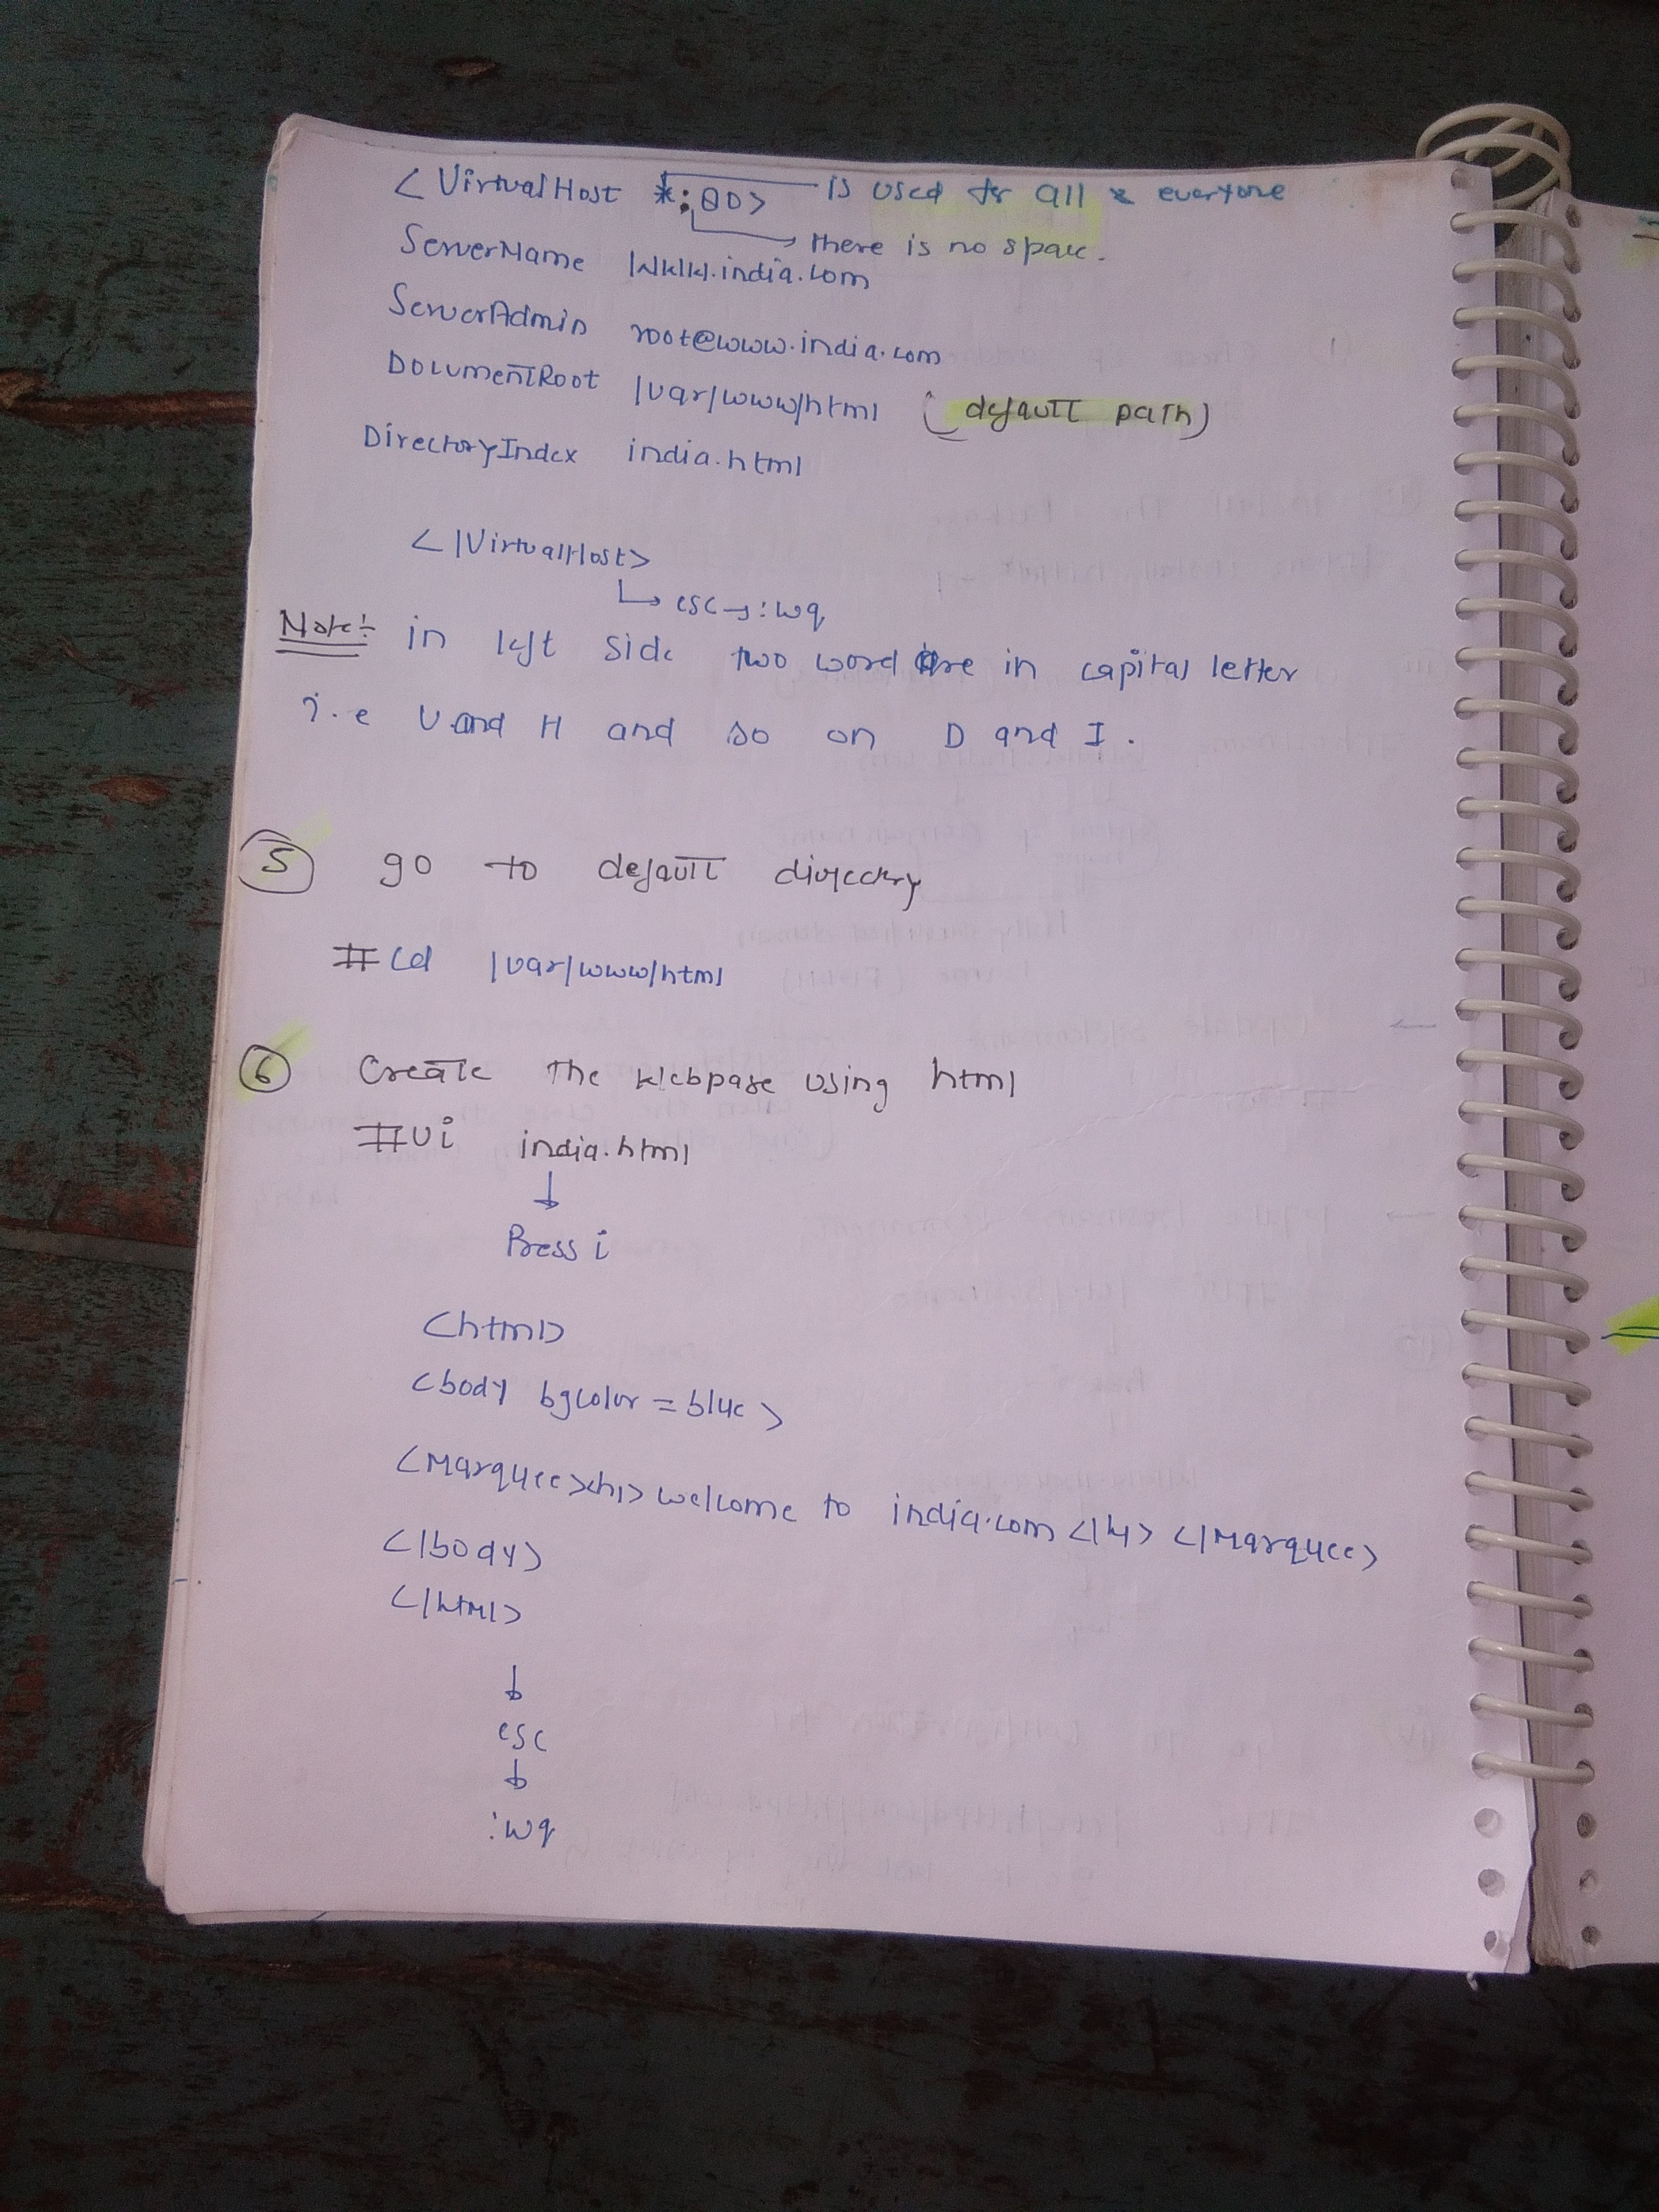 <VirtualHost *:80> is used for all & everyone
there is no space.
ServerName www.india.com
ServerAdmin root@www.india.com
DocumentRoot /var/www/html (default path)
DirectoryIndex india.html
</VirtualHost>
↳ esc → :wq
Note:- in left side two word are in capital letter
i.e V and H and so on D and I.
5 go to default directory
#cd /var/www/html
6 Create The Webpage using html
#vi india.html
↓
Press i
<html>
<body bgcolor = blue>
<Marquee><h1> welcome to india.com </h1> </Marquee>
</body>
</html>
↓
esc
↓
:wq